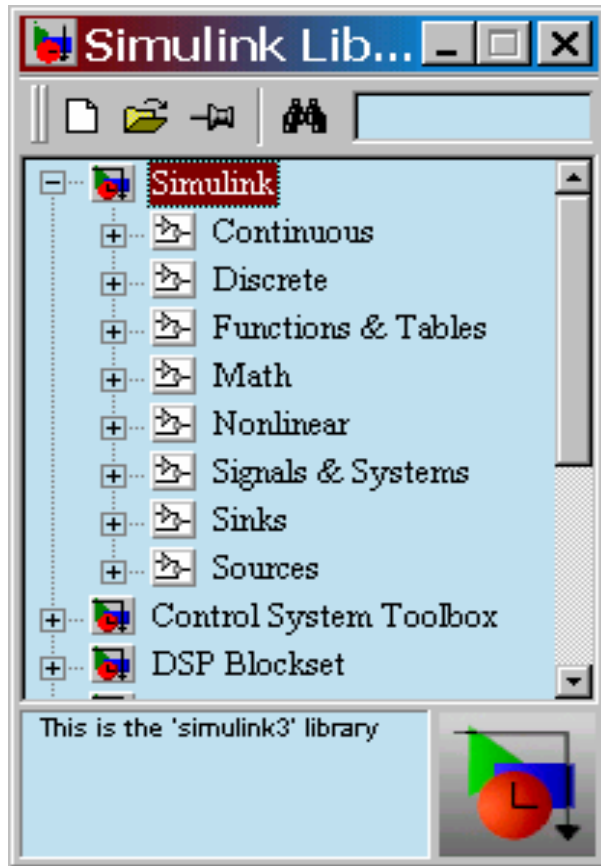 Simulink Lib...
Simulink
Continuous
Discrete
Functions & Tables
Math
Nonlinear
Signals & Systems
Sinks
Sources
Control System Toolbox
DSP Blockset
This is the 'simulink3' library